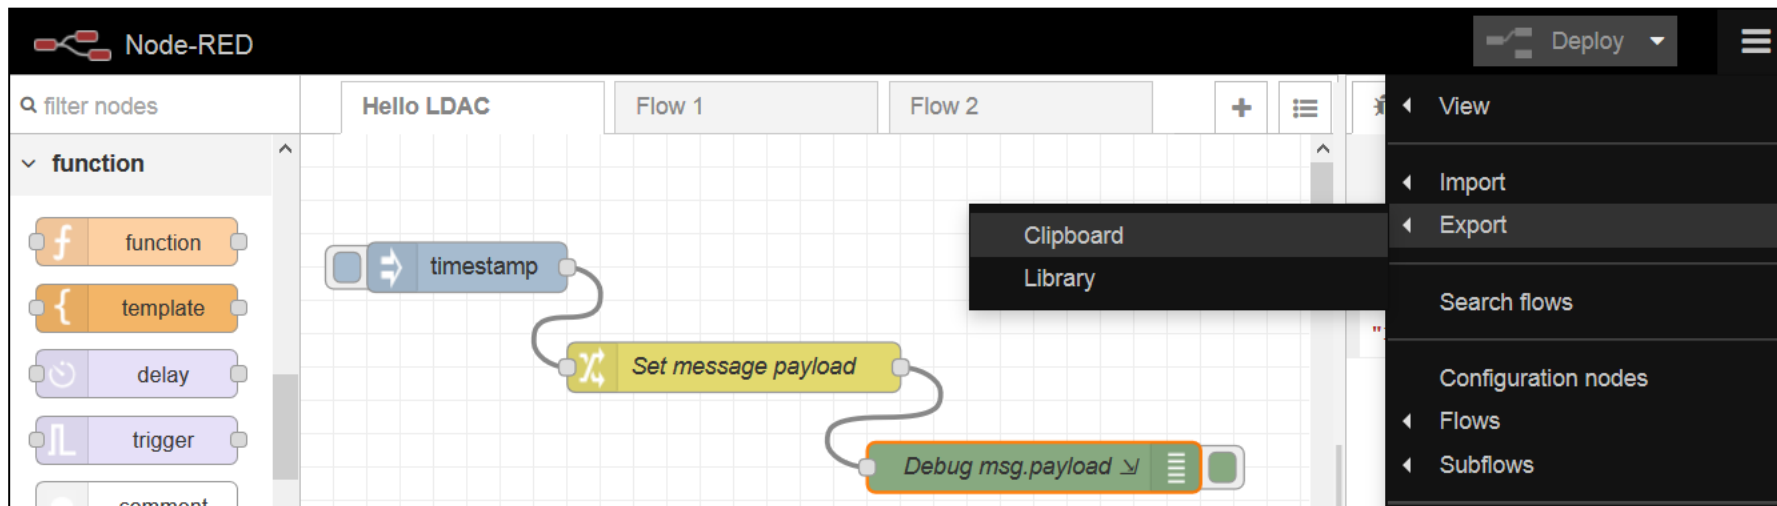 Node-RED
Deploy
filter nodes
Hello LDAC
Flow 1
Flow 2
View
function
Import
Export
function
Clipboard
timestamp
Library
template
Search flows
Set message payload
delay
Configuration nodes
Flows
trigger
Debug msg.payload
Subflows
comment